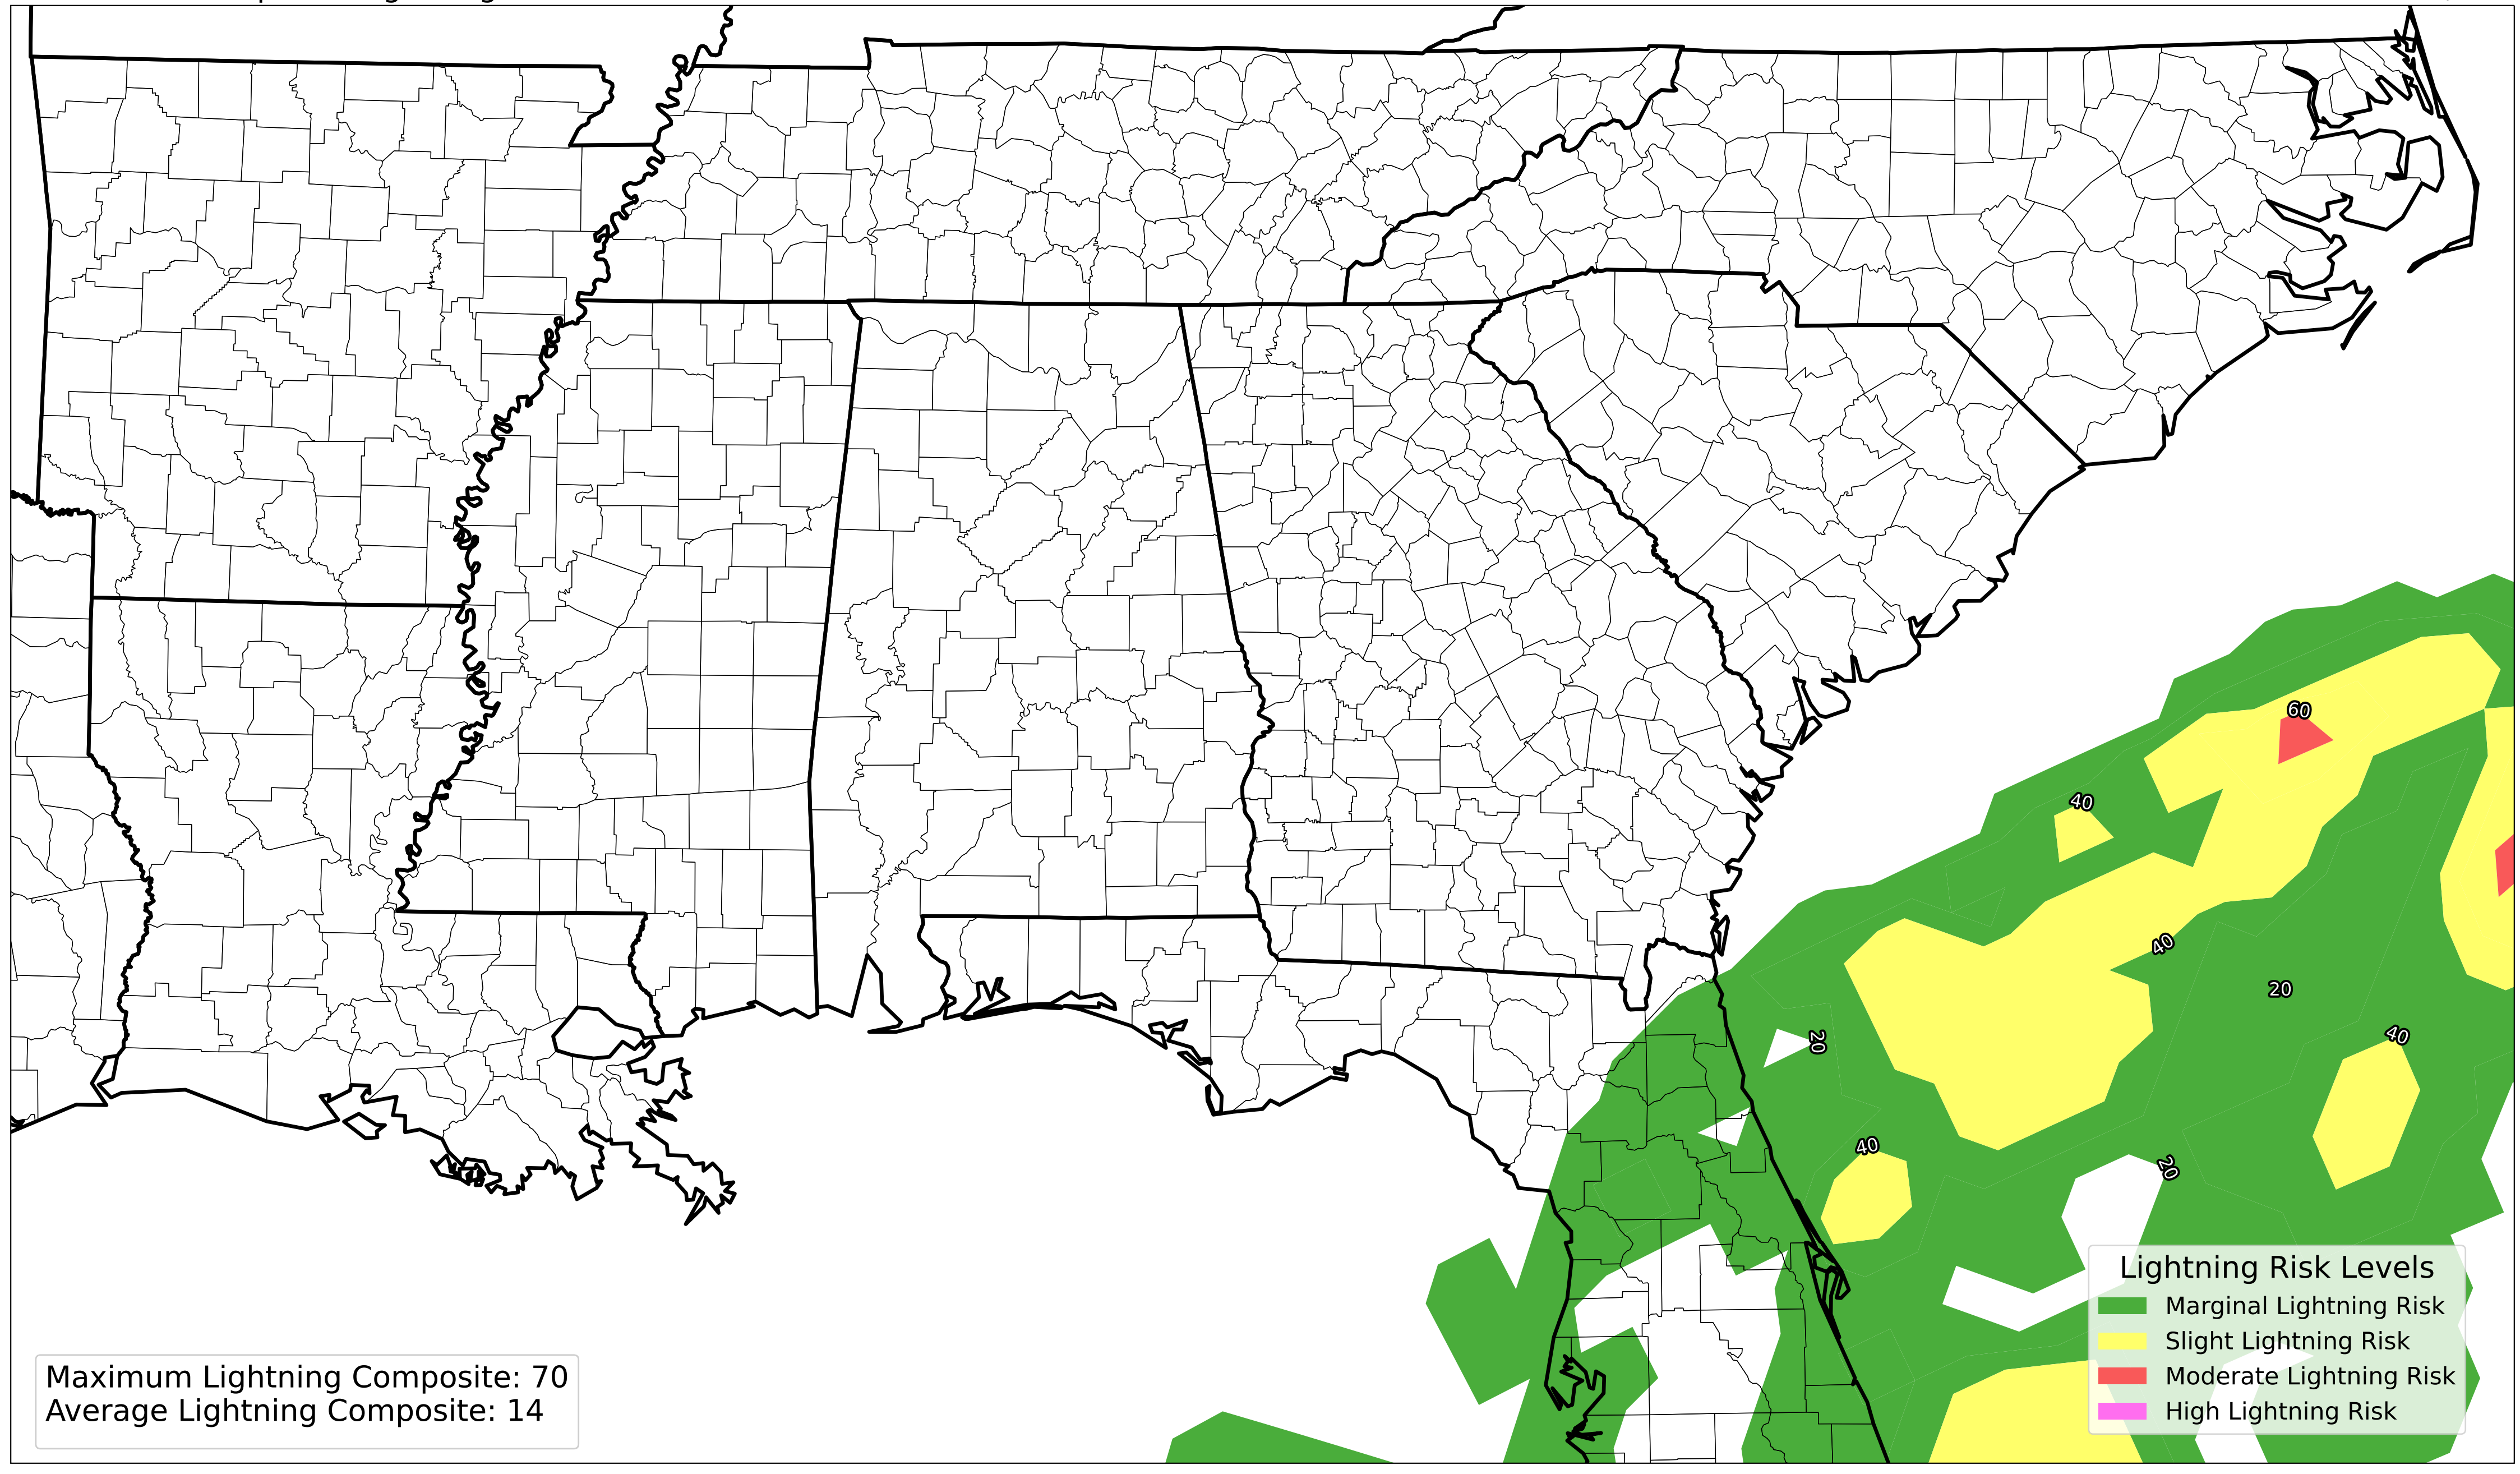 60
40
40
20
20
40
40
20
Lightning Risk Levels
Marginal Lightning Risk
Slight Lightning Risk
Moderate Lightning Risk
High Lightning Risk
Maximum Lightning Composite: 70
Average Lightning Composite: 14